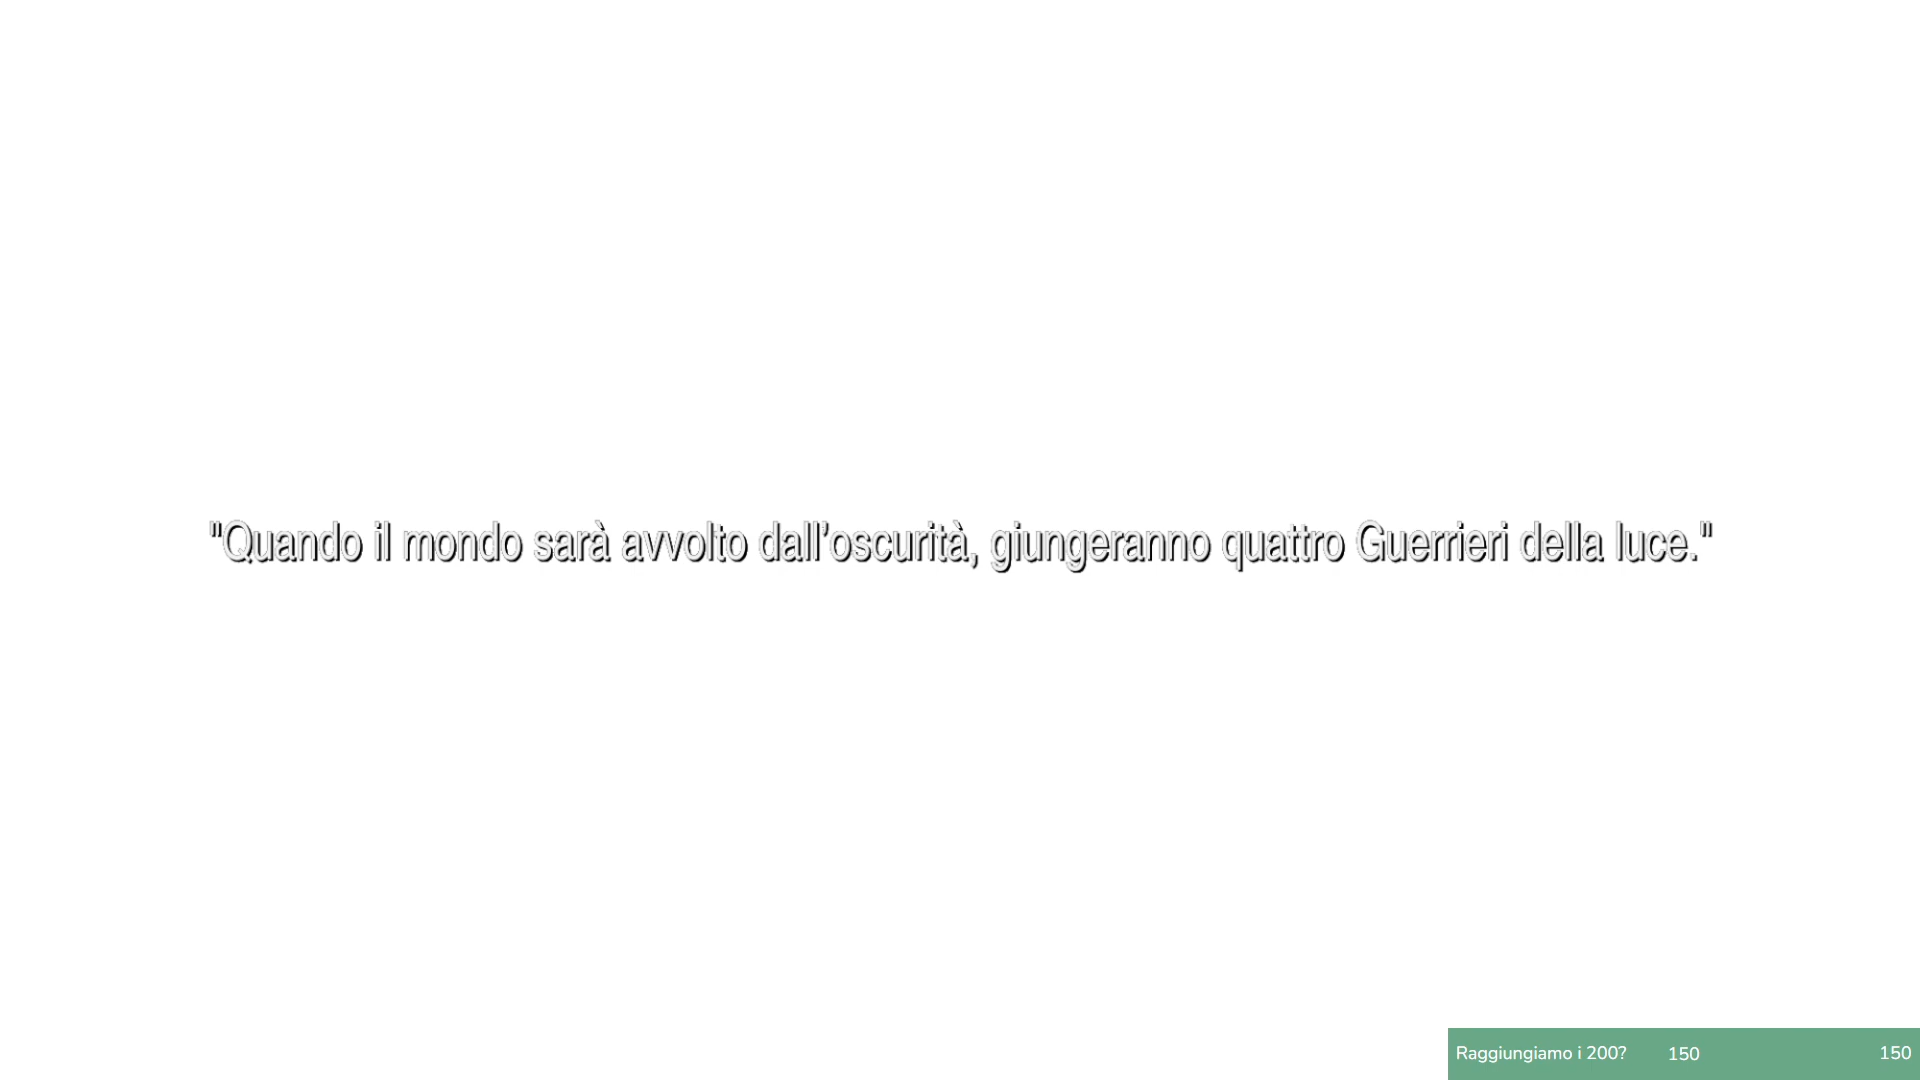 "Quando il mondo sarà avvolto dall'oscurità, giungeranno quattro Guerrieri della luce."
Raggiungiamo i 200? 150 150